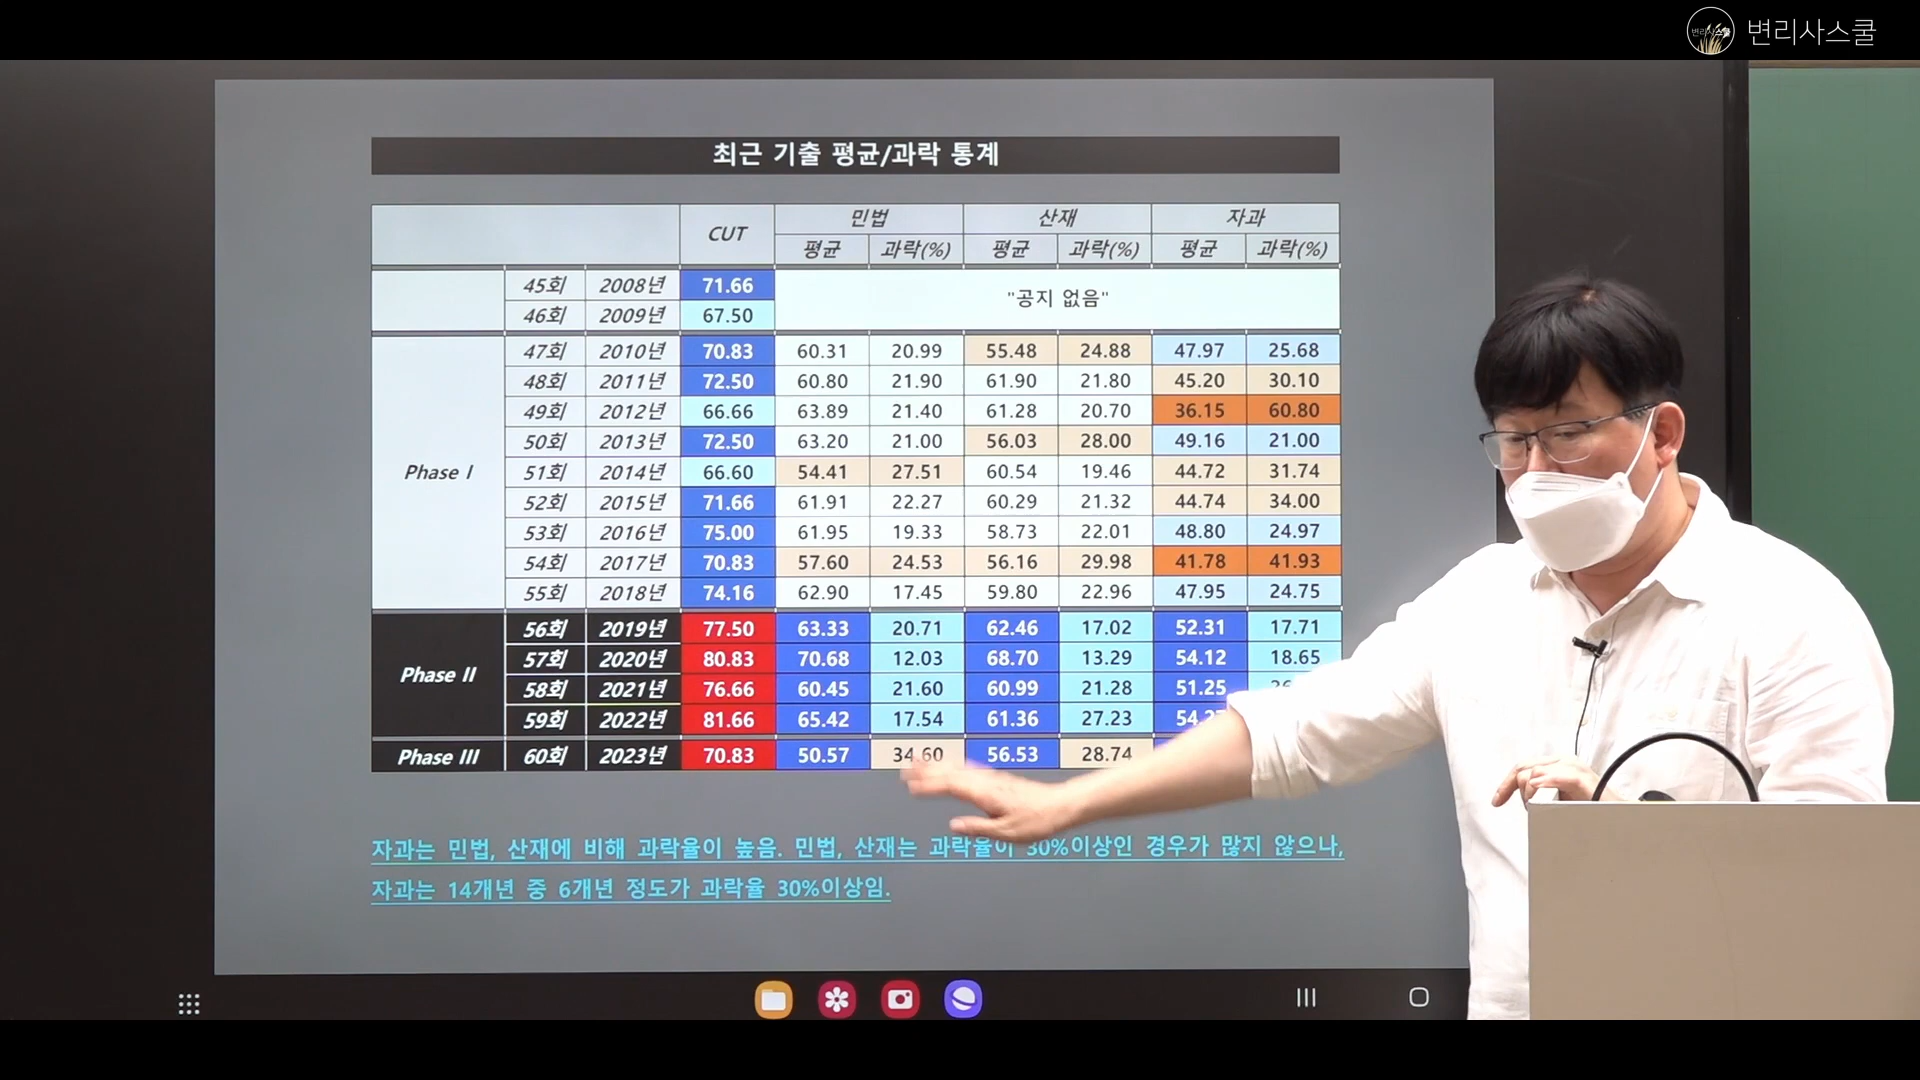 변리사스쿨
변리사스쿨
최근 기출 평균/과락 통계
CUT 민법 산재 자과
평균 과락(%) 평균 과락(%) 평균 과락(%)
45회 2008년 71.66 "공지 없음"
46회 2009년 67.50
Phase I
47회 2010년 70.83 60.31 20.99 55.48 24.88 47.97 25.68
48회 2011년 72.50 60.80 21.90 61.90 21.80 45.20 30.10
49회 2012년 66.66 63.89 21.40 61.28 20.70 36.15 60.80
50회 2013년 72.50 63.20 21.00 56.03 28.00 49.16 21.00
51회 2014년 66.60 54.41 27.51 60.54 19.46 44.72 31.74
52회 2015년 71.66 61.91 22.27 60.29 21.32 44.74 34.00
53회 2016년 75.00 61.95 19.33 58.73 22.01 48.80 24.97
54회 2017년 70.83 57.60 24.53 56.16 29.98 41.78 41.93
55회 2018년 74.16 62.90 17.45 59.80 22.96 47.95 24.75
Phase II
56회 2019년 77.50 63.33 20.71 62.46 17.02 52.31 17.71
57회 2020년 80.83 70.68 12.03 68.70 13.29 54.12 18.65
58회 2021년 76.66 60.45 21.60 60.99 21.28 51.25
59회 2022년 81.66 65.42 17.54 61.36 27.23
Phase III 60회 2023년 70.83 50.57 34.60 56.53 28.74
자과는 민법, 산재에 비해 과락율이 높음. 민법, 산재는 과락율이 30%이상인 경우가 많지 않으나,
자과는 14개년 중 6개년 정도가 과락율 30%이상임.